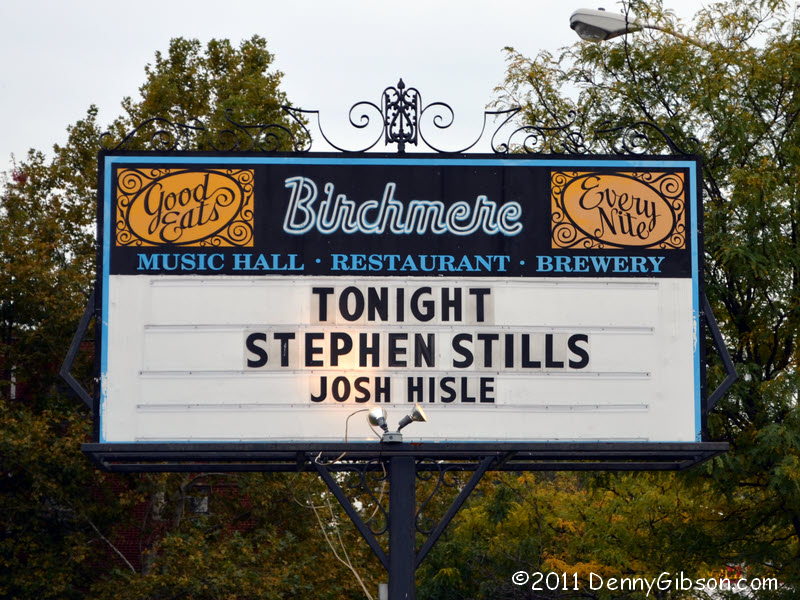 Good Eats
Birchmere
Every Nite
MUSIC HALL · RESTAURANT · BREWERY
TONIGHT
STEPHEN STILLS
JOSH HISLE
©2011 DennyGibson.com